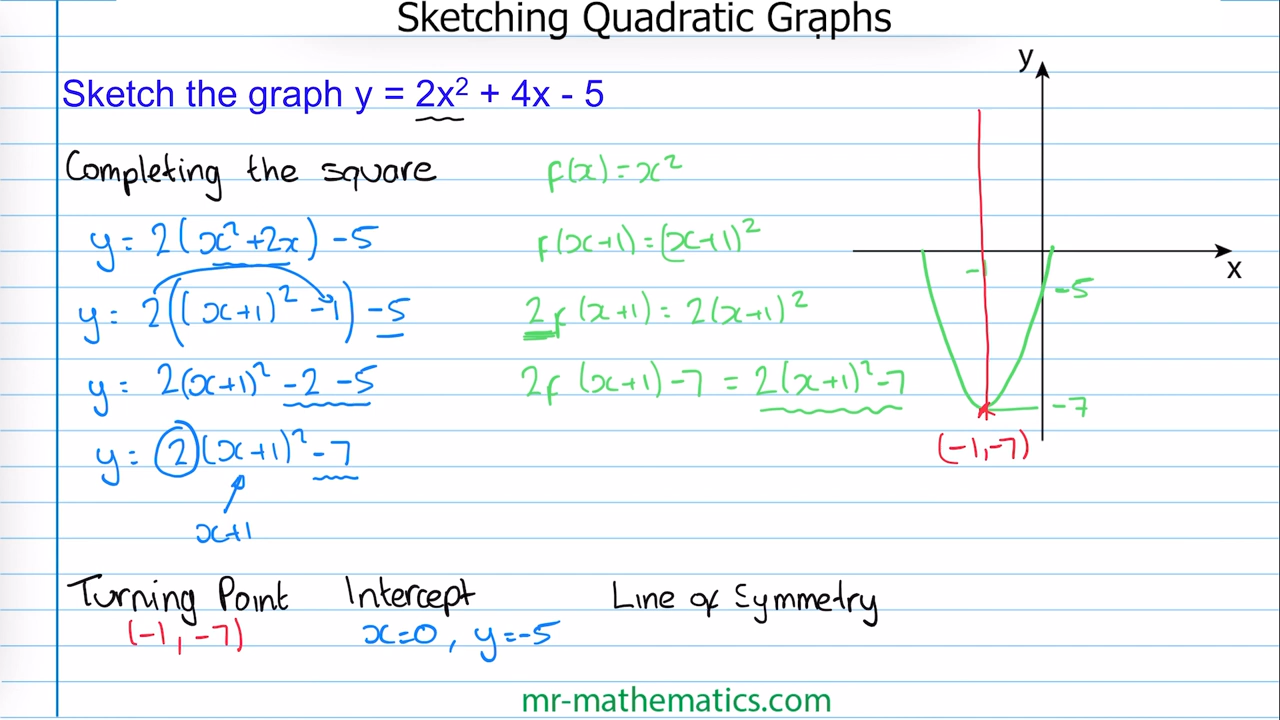 Sketching Quadratic Graphs
Sketch the graph y = 2x² + 4x - 5
Completing the square
y = 2(x² +2x) -5
y = 2((x+1)² -1) -5
y = 2(x+1)² -2 -5
y = 2(x+1)² -7
x+1
f(x) = x²
f(x+1) = (x+1)²
2f(x+1) = 2(x+1)²
2f(x+1) -7 = 2(x+1)² -7
y
x
-1
-5
-7
(-1,-7)
Turning Point
(-1, -7)
Intercept
x=0, y=-5
Line of Symmetry
mr-mathematics.com